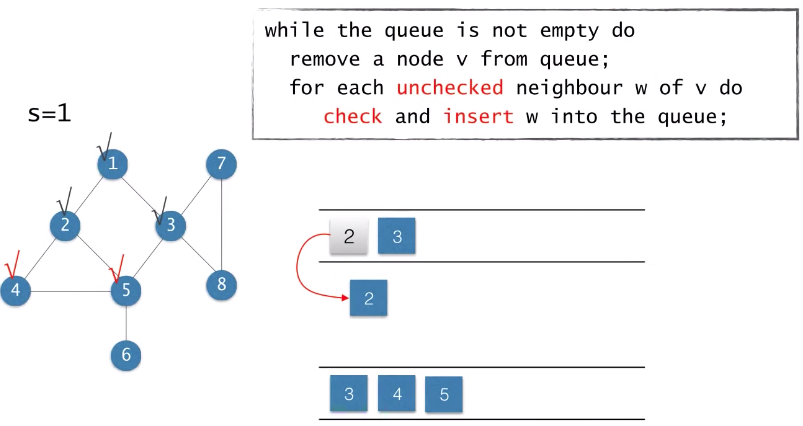 while the queue is not empty do
remove a node v from queue;
for each unchecked neighbour w of v do
check and insert w into the queue;
s=1
1 7
2 3
4 5 8
6
2 3
2
3 4 5